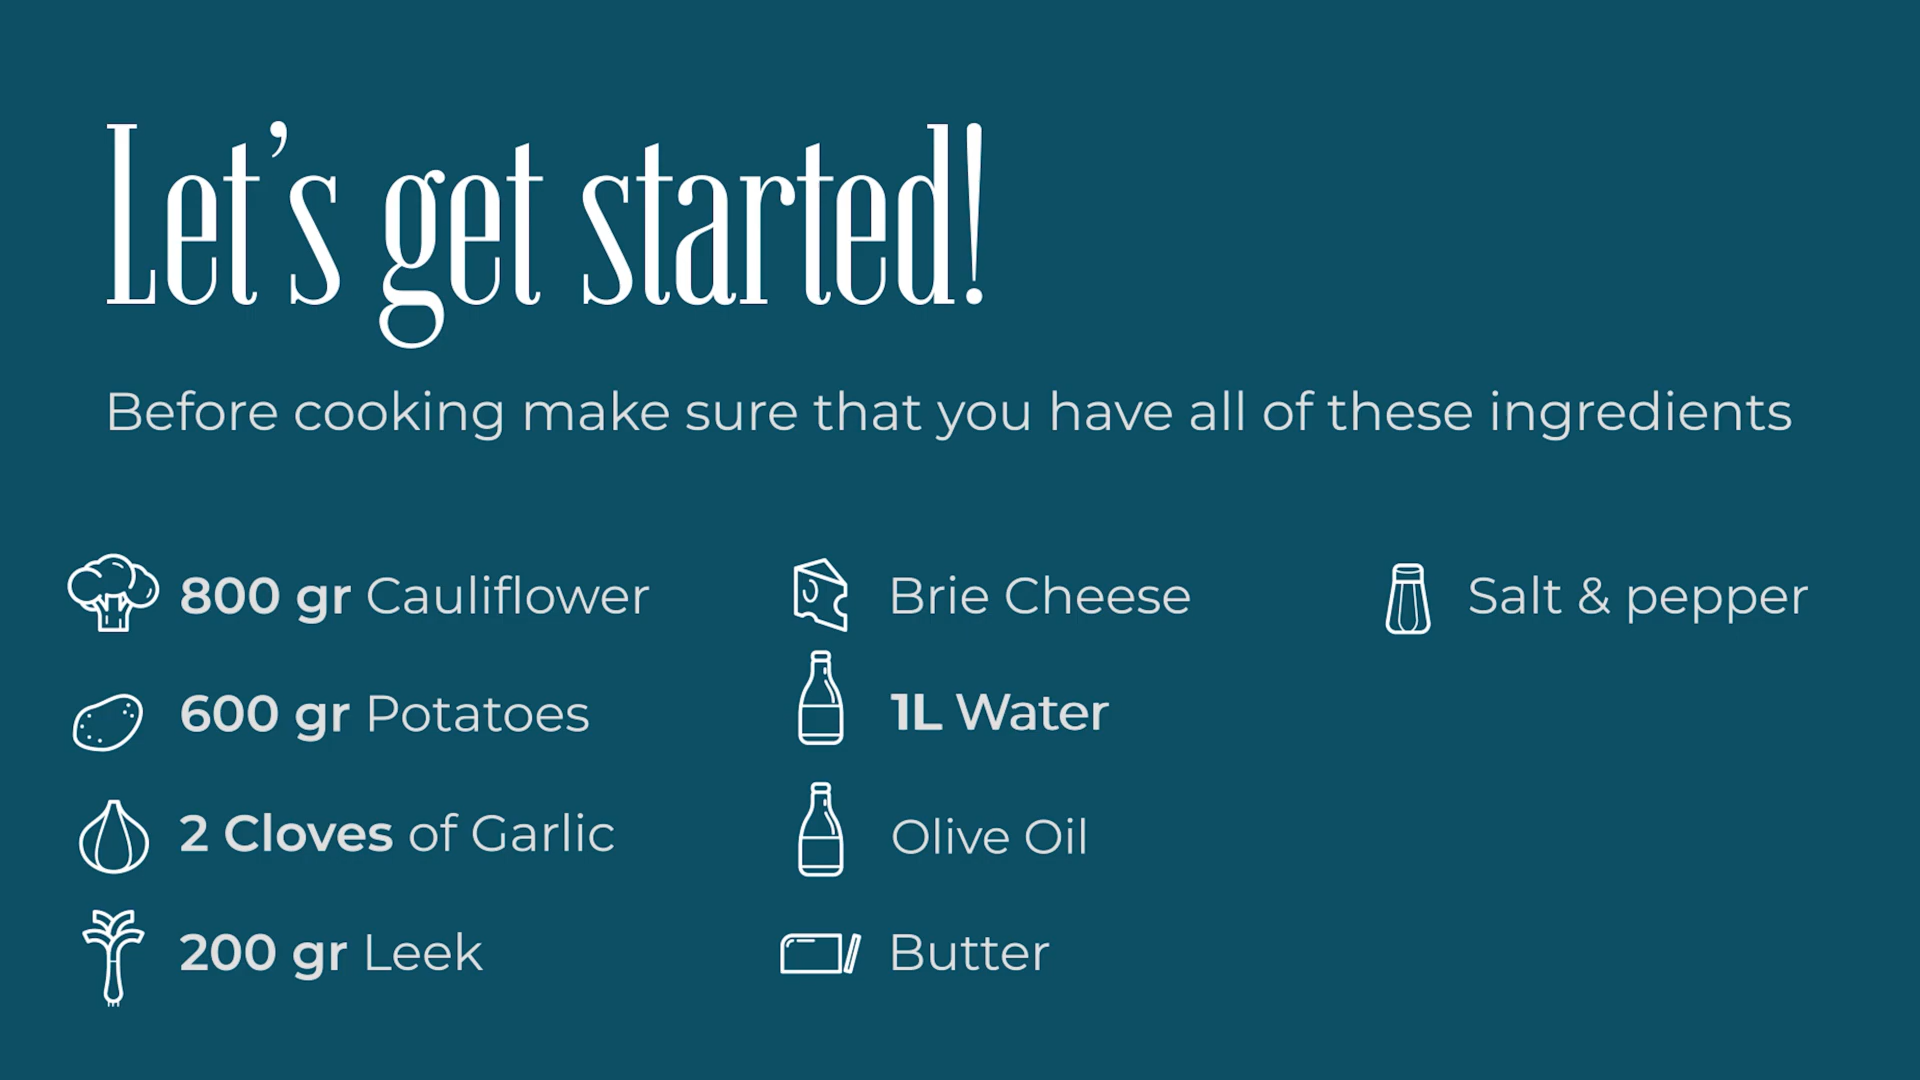 Let’s get started!
Before cooking make sure that you have all of these ingredients
800 gr Cauliflower
600 gr Potatoes
2 Cloves of Garlic
200 gr Leek
Brie Cheese
1L Water
Olive Oil
Butter
Salt & pepper